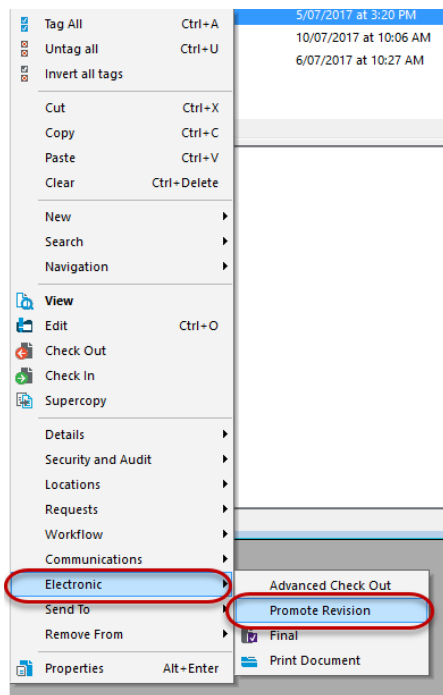 5/07/2017 at 3:20 PM
Tag All Ctrl+A
10/07/2017 at 10:06 AM
Untag all Ctrl+U
6/07/2017 at 10:27 AM
Invert all tags
Cut Ctrl+X
Copy Ctrl+C
Paste Ctrl+V
Clear Ctrl+Delete
New
Search
Navigation
View
Edit Ctrl+O
Check Out
Check In
Supercopy
Details
Security and Audit
Locations
Requests
Workflow
Communications
Electronic
Advanced Check Out
Send To
Promote Revision
Remove From
Final
Print Document
Properties Alt+Enter